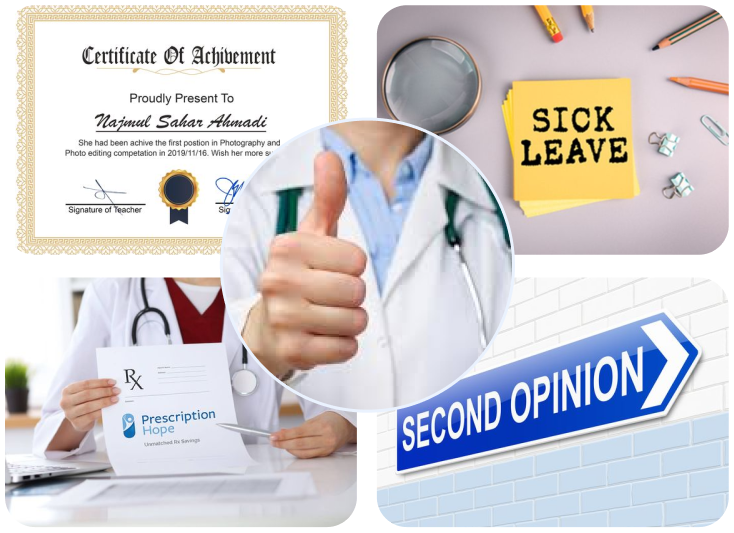 Certificate Of Achivement
Proudly Present To
Najmul Sahar Ahmadi
She had been achive the first postion in Photography and
Photo editing competation in 2019/11/16. Wish her more
Signature of Teacher
Sig
SICK
LEAVE
Rx
Prescription
Hope
Unmatched Rx Savings
SECOND OPINION